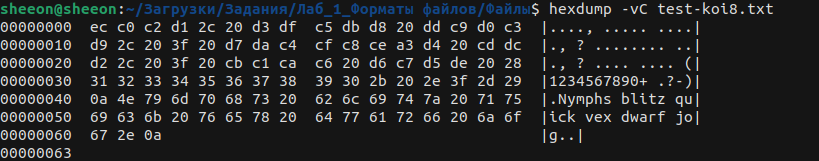 sheeon@sheeon:~/Загрузки/Задания/Лаб_1_Форматы файлов/Файлы$ hexdump -vC test-koi8.txt
00000000  ec c0 c2 d1 2c 20 d3 df  c5 db d8 20 dd c9 d0 c3  |...., ..... ....|
00000010  d9 2c 20 3f 20 d7 da c4  cf c8 ce a3 d4 20 cd dc  |., ? ........ ..|
00000020  d2 2c 20 3f 20 cb c1 ca  c6 20 d6 c7 d5 de 20 28  |., ? .... .... (|
00000030  31 32 33 34 35 36 37 38  39 30 2b 20 2e 3f 2d 29  |1234567890+ .?-)|
00000040  0a 4e 79 6d 70 68 73 20  62 6c 69 74 7a 20 71 75  |.Nymphs blitz qu|
00000050  69 63 6b 20 76 65 78 20  64 77 61 72 66 20 6a 6f  |ick vex dwarf jo|
00000060  67 2e 0a                                          |g..|
00000063